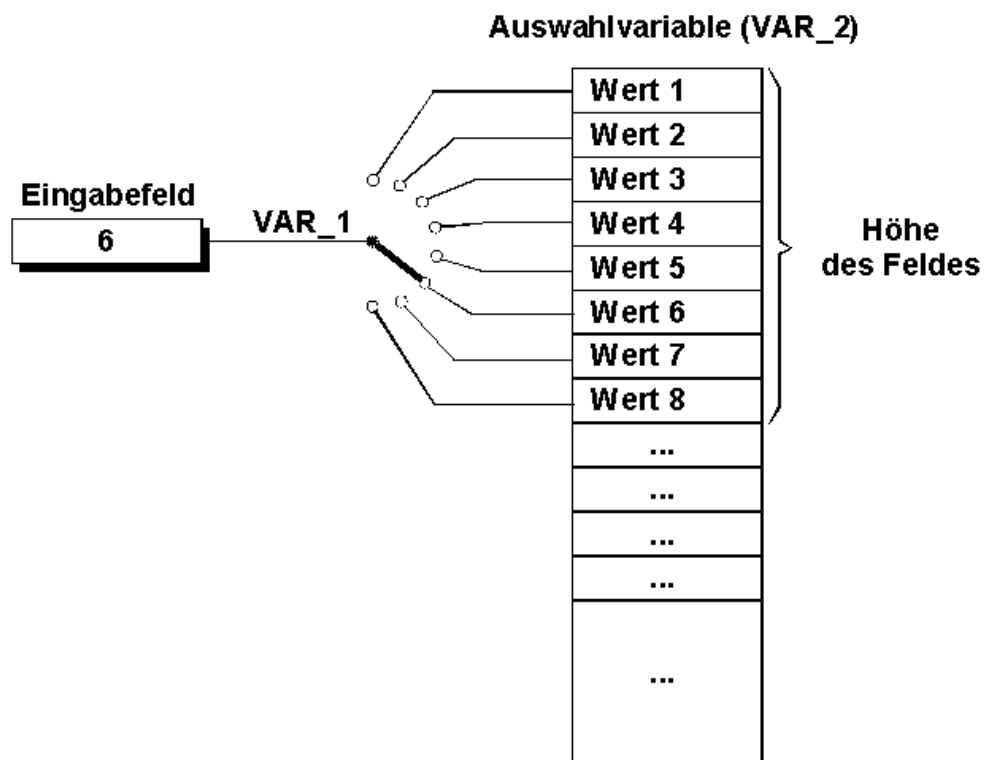 Auswahlvariable (VAR_2)
Wert 1
Wert 2
Wert 3
Eingabefeld
VAR_1
6
Wert 4
Wert 5
Wert 6
Wert 7
Wert 8
Höhe
des Feldes
...
...
...
...
...